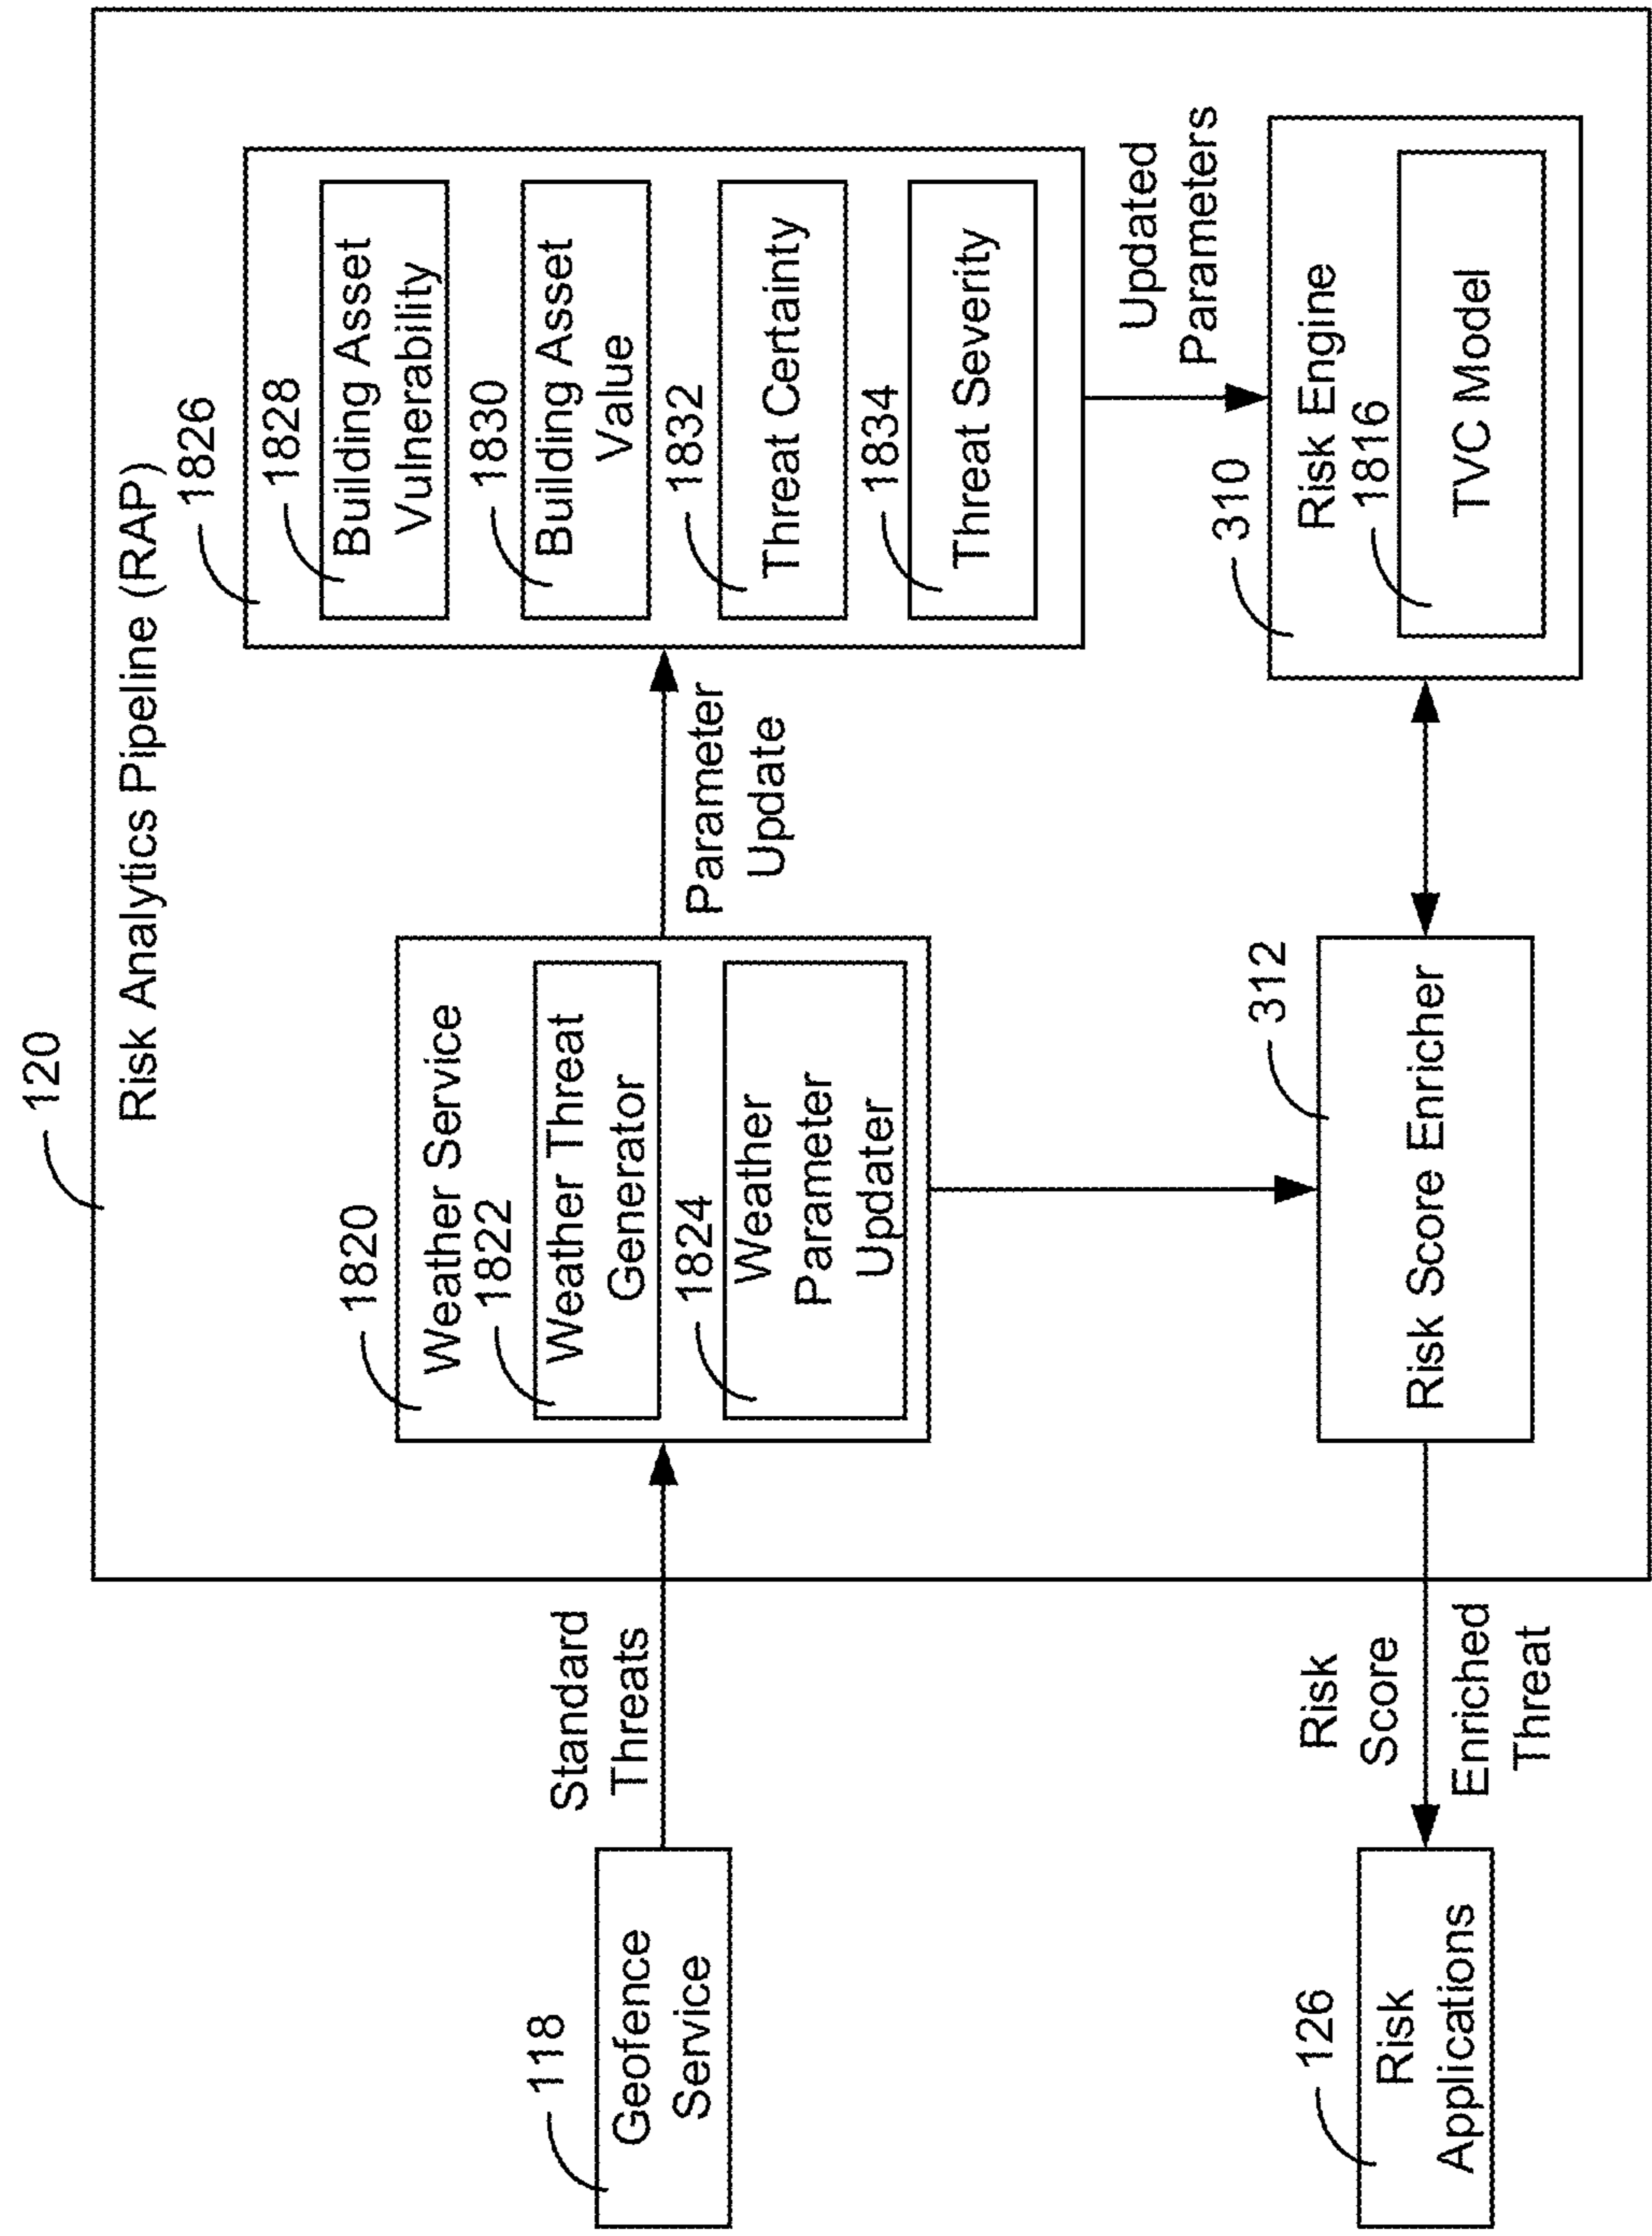 120
Risk Analytics Pipeline (RAP)
118
Geofence
Service
Standard
Threats
1820
Weather Service
1822
Weather Threat
Generator
1824
Weather
Parameter
Updater
Parameter
Update
1826
1828
Building Asset
Vulnerability
1830
Building Asset
Value
1832
Threat Certainty
1834
Threat Severity
Updated
Parameters
310
Risk Engine
1816
TVC Model
312
Risk Score Enricher
Risk
Score
Enriched
Threat
126
Risk
Applications